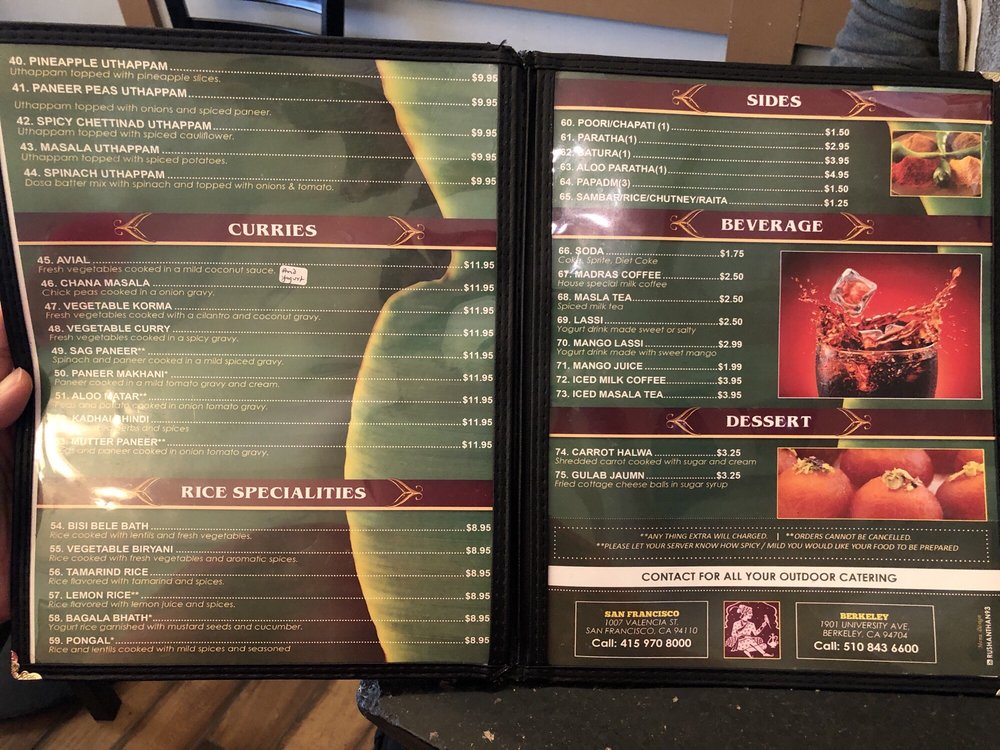 40. PINEAPPLE UTHAPPAM $9.95
Uthappam topped with pineapple slices.
41. PANEER PEAS UTHAPPAM $9.95
Uthappam topped with onions and spiced paneer.
42. SPICY CHETTINAD UTHAPPAM $9.95
Uthappam topped with spiced cauliflower.
43. MASALA UTHAPPAM $9.95
Uthappam topped with spiced potatoes.
44. SPINACH UTHAPPAM $9.95
Dosa batter mix with spinach and topped with onions & tomato.
CURRIES
45. AVIAL $11.95
Fresh vegetables cooked in a mild coconut sauce. And Yogurt
46. CHANA MASALA $11.95
Chick peas cooked in a onion gravy.
47. VEGETABLE KORMA $11.95
Fresh vegetables cooked with a cilantro and coconut gravy.
48. VEGETABLE CURRY $11.95
Fresh vegetables cooked in a spicy gravy.
49. SAG PANEER** $11.95
Spinach and paneer cooked in a mild spiced gravy.
50. PANEER MAKHANI* $11.95
Paneer cooked in a mild tomato gravy and cream.
51. ALOO MATAR** $11.95
Peas and potato cooked in onion tomato gravy.
KADHAI BHINDI $11.95
herbs and spices
MUTTER PANEER** $11.95
and paneer cooked in onion tomato gravy.
RICE SPECIALITIES
54. BISI BELE BATH $8.95
Rice cooked with lentils and fresh vegetables.
55. VEGETABLE BIRYANI $8.95
Rice cooked with fresh vegetables and aromatic spices.
56. TAMARIND RICE $8.95
Rice flavored with tamarind and spices.
57. LEMON RICE** $8.95
Rice flavored with lemon juice and spices.
58. BAGALA BHATH* $8.95
Yogurt rice garnished with mustard seeds and cucumber.
59. PONGAL* $8.95
Rice and lentils cooked with mild spices and seasoned
SIDES
60. POORI/CHAPATI (1) $1.50
61. PARATHA(1) $2.95
62. BATURA(1) $3.95
63. ALOO PARATHA(1) $4.95
64. PAPADM(3) $1.50
65. SAMBAR/RICE/CHUTNEY/RAITA $1.25
BEVERAGE
66. SODA $1.75
Coke, Sprite, Diet Coke
67. MADRAS COFFEE $2.50
House special milk coffee
68. MASLA TEA $2.50
Spiced milk tea
69. LASSI $2.50
Yogurt drink made sweet or salty
70. MANGO LASSI $2.99
Yogurt drink made with sweet mango
71. MANGO JUICE $1.99
72. ICED MILK COFFEE $3.95
73. ICED MASALA TEA $3.95
DESSERT
74. CARROT HALWA $3.25
Shredded carrot cooked with sugar and cream
75. GULAB JAUMN $3.25
Fried cottage cheese balls in sugar syrup
**ANY THING EXTRA WILL CHARGED. | **ORDERS CANNOT BE CANCELLED.
**PLEASE LET YOUR SERVER KNOW HOW SPICY / MILD YOU WOULD LIKE YOUR FOOD TO BE PREPARED
CONTACT FOR ALL YOUR OUTDOOR CATERING
SAN FRANCISCO
1007 VALENCIA ST.
SAN FRANCISCO, CA 94110
Call: 415 970 8000
BERKELEY
1901 UNIVERSITY AVE,
BERKELEY, CA 94704
Call: 510 843 6600
Menu Design
RUSHANTHAN93